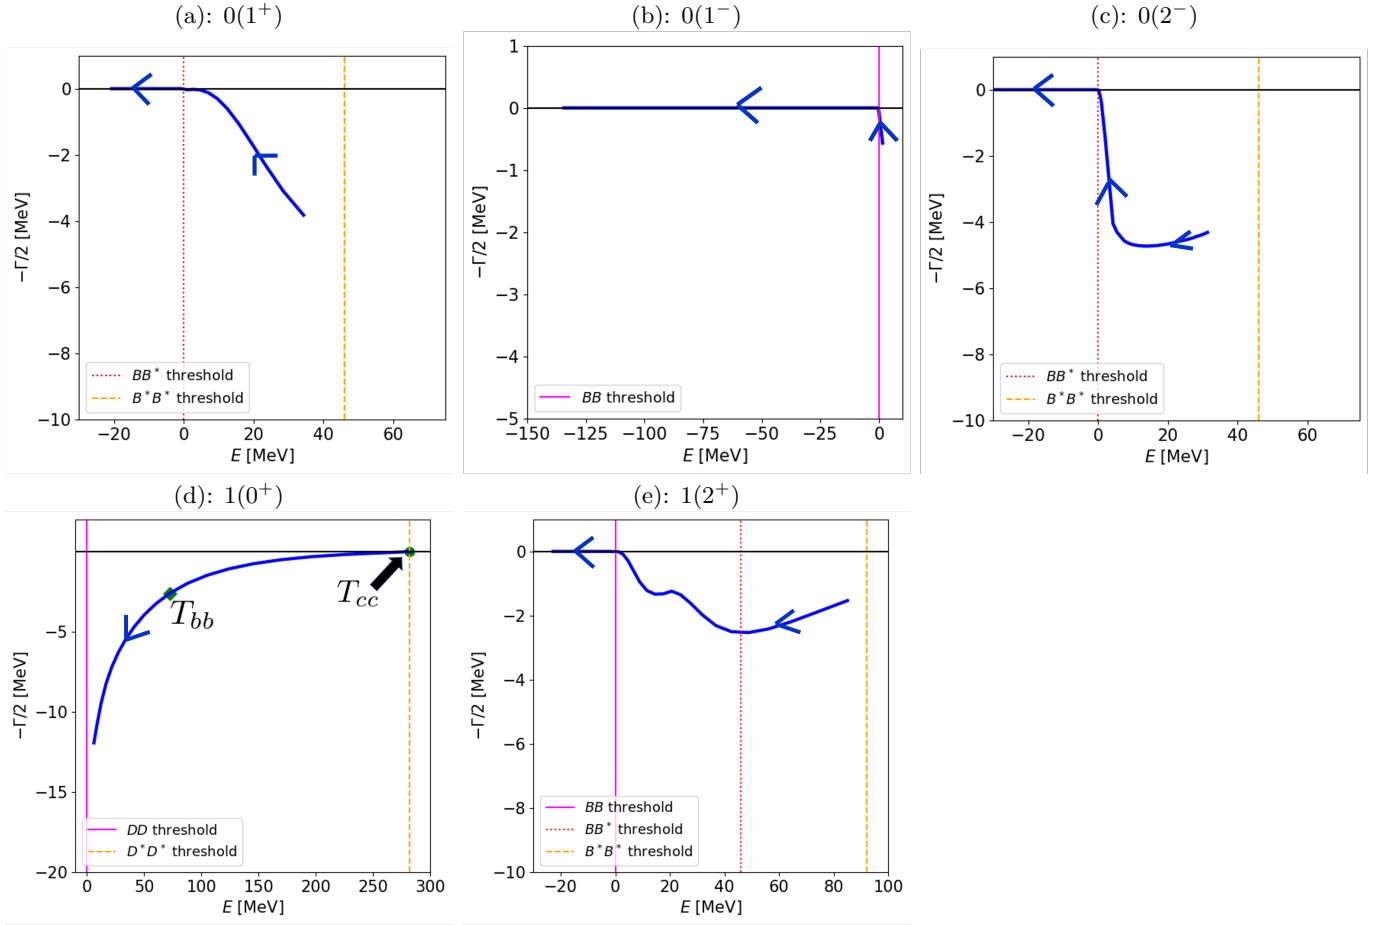 (a): 0(1⁺)
0
−2
−4
−6
−8
−10
−Γ/2 [MeV]
BB* threshold
B*B* threshold
−20 0 20 40 60
E [MeV]
(b): 0(1⁻)
1
0
−1
−2
−3
−4
−5
−Γ/2 [MeV]
BB threshold
−150 −125 −100 −75 −50 −25 0
E [MeV]
(c): 0(2⁻)
0
−2
−4
−6
−8
−10
−Γ/2 [MeV]
BB* threshold
B*B* threshold
−20 0 20 40 60
E [MeV]
(d): 1(0⁺)
−5
−10
−15
−20
−Γ/2 [MeV]
T_cc
T_bb
DD threshold
D*D* threshold
0 50 100 150 200 250 300
E [MeV]
(e): 1(2⁺)
0
−2
−4
−6
−8
−10
−Γ/2 [MeV]
BB threshold
BB* threshold
B*B* threshold
−20 0 20 40 60 80 100
E [MeV]